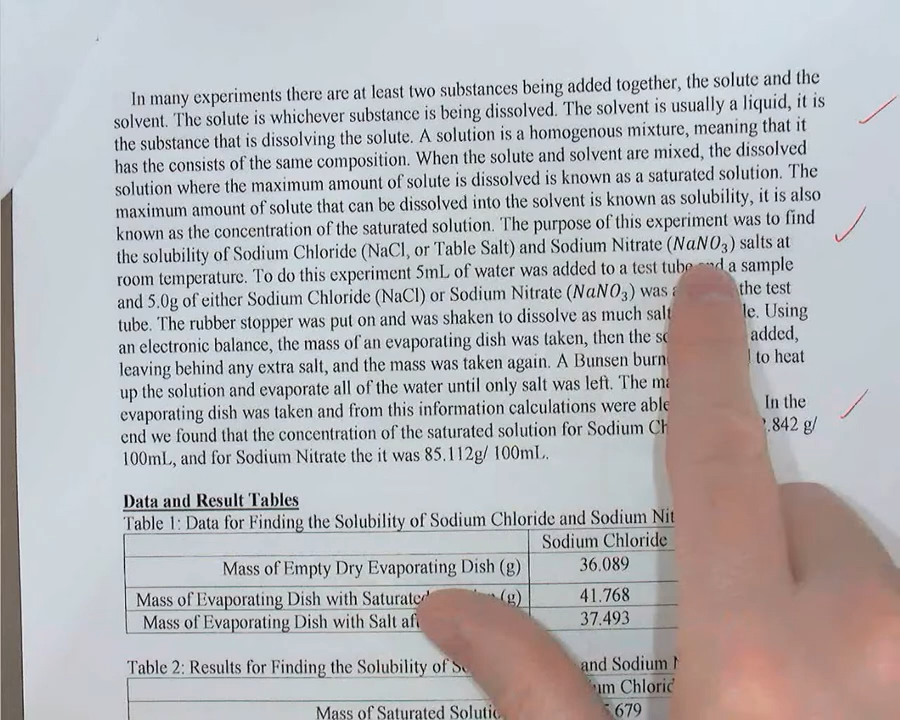 In many experiments there are at least two substances being added together, the solute and the
solvent. The solute is whichever substance is being dissolved. The solvent is usually a liquid, it is
the substance that is dissolving the solute. A solution is a homogenous mixture, meaning that it
has the consists of the same composition. When the solute and solvent are mixed, the dissolved
solution where the maximum amount of solute is dissolved is known as a saturated solution. The
maximum amount of solute that can be dissolved into the solvent is known as solubility, it is also
known as the concentration of the saturated solution. The purpose of this experiment was to find
the solubility of Sodium Chloride (NaCl, or Table Salt) and Sodium Nitrate (NaNO₃) salts at
room temperature. To do this experiment 5mL of water was added to a test tube and a sample
and 5.0g of either Sodium Chloride (NaCl) or Sodium Nitrate (NaNO₃) was the test
tube. The rubber stopper was put on and was shaken to dissolve as much salt Using
an electronic balance, the mass of an evaporating dish was taken, then the added,
leaving behind any extra salt, and the mass was taken again. A Bunsen to heat
up the solution and evaporate all of the water until only salt was left. The
evaporating dish was taken and from this information calculations were able In the
end we found that the concentration of the saturated solution for Sodium .842 g/
100mL, and for Sodium Nitrate the it was 85.112g/ 100mL.
Data and Result Tables
Table 1: Data for Finding the Solubility of Sodium Chloride and Sodium
Sodium Chloride
Mass of Empty Dry Evaporating Dish (g) 36.089
Mass of Evaporating Dish with Saturated (g) 41.768
Mass of Evaporating Dish with Salt 37.493
Table 2: Results for Finding the Solubility of and Sodium
Mass of Saturated .679